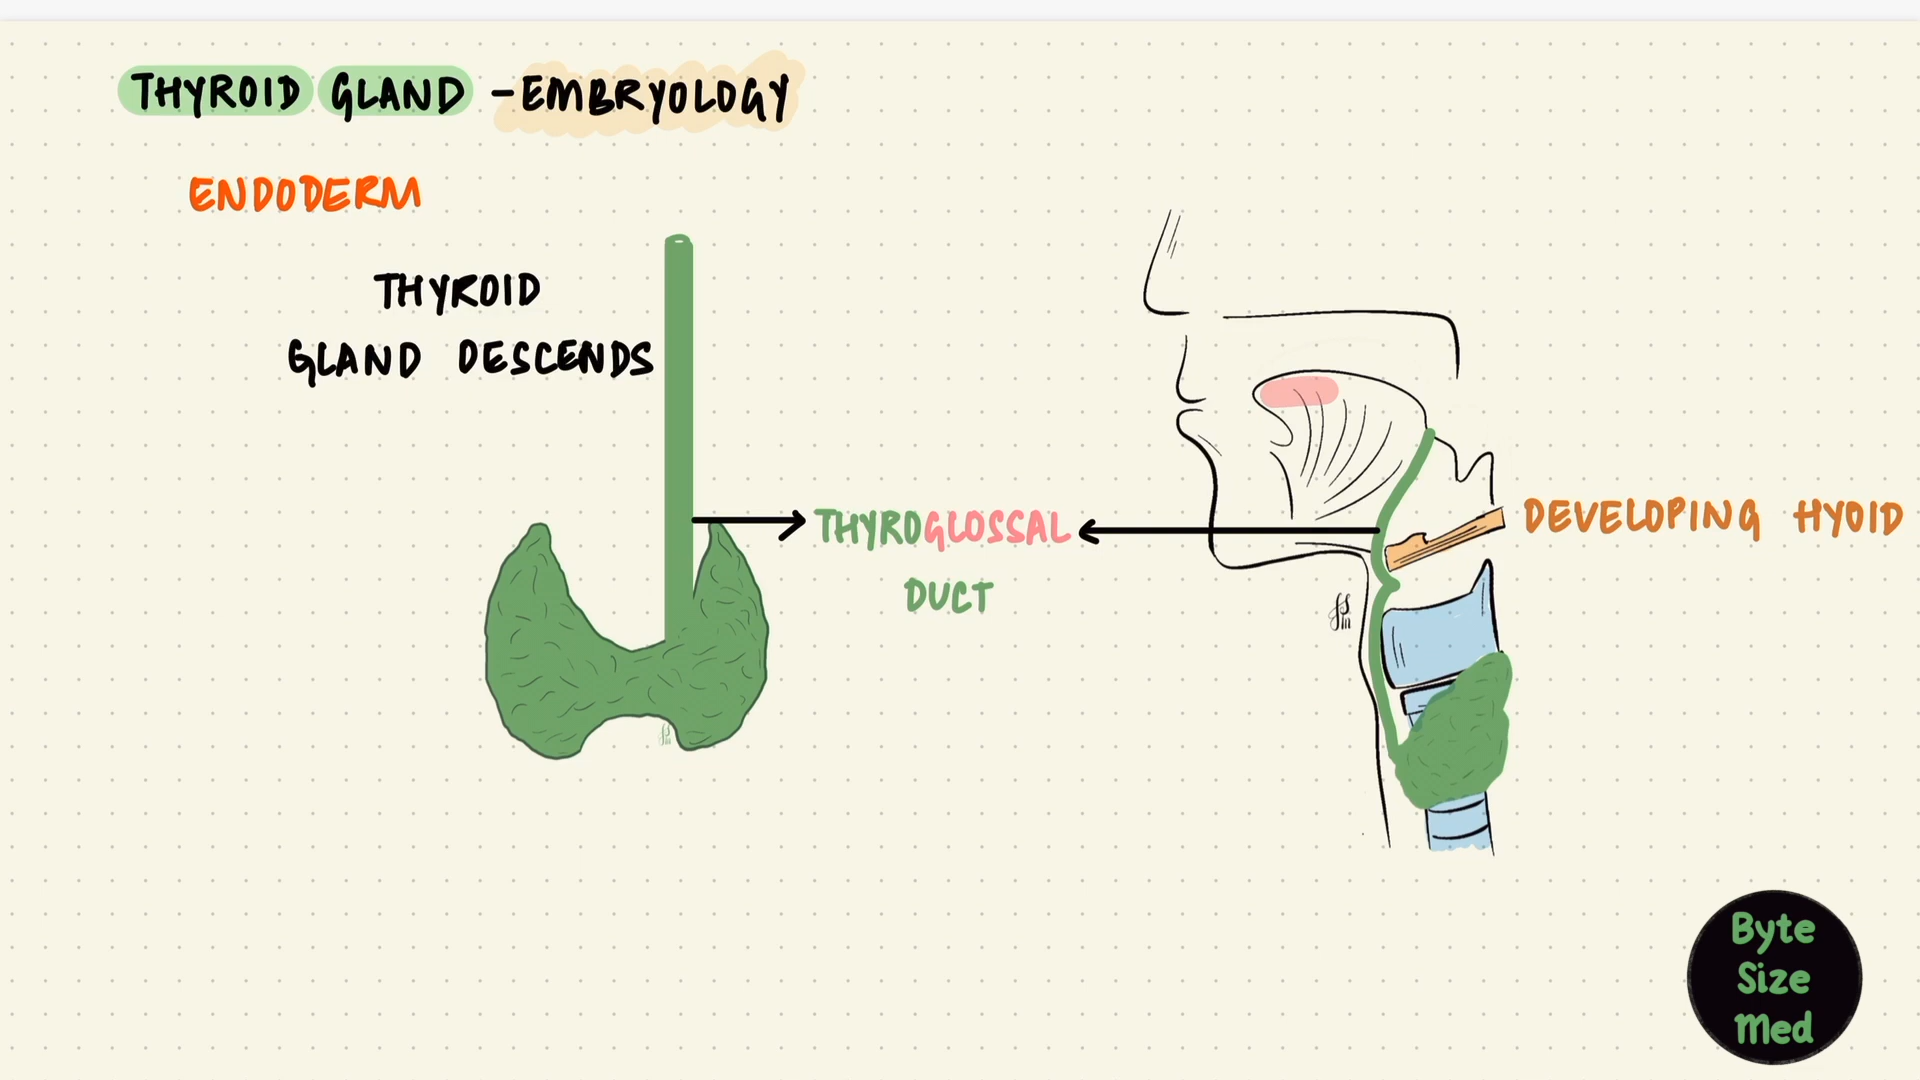 THYROID GLAND - EMBRYOLOGY
ENDODERM
THYROID
GLAND DESCENDS
THYROGLOSSAL
DUCT
DEVELOPING HYOID
Byte
Size
Med